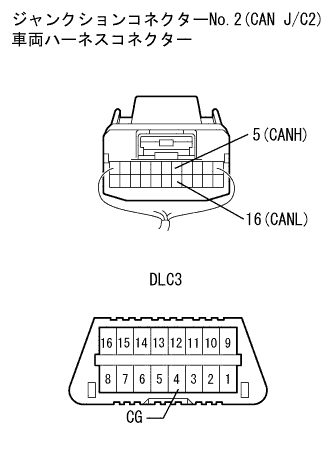 ジャンクションコネクターNo.2(CAN J/C2)
車両ハーネスコネクター
5(CANH)
16(CANL)
DLC3
16 15 14 13 12 11 10 9
8 7 6 5 4 3 2 1
CG